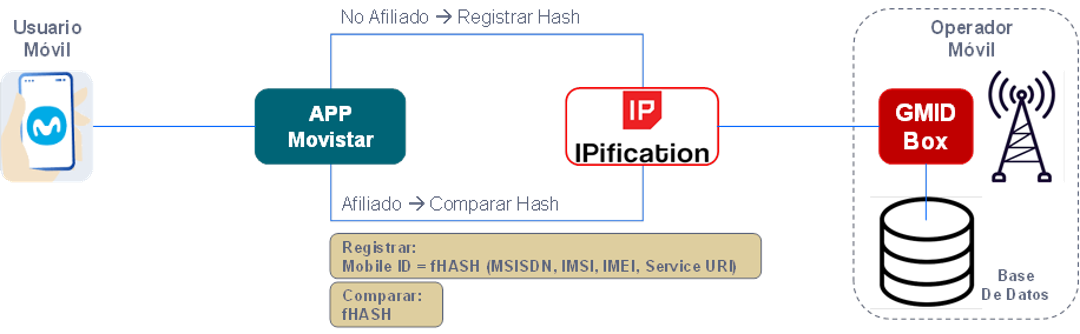 Usuario
Móvil
No Afiliado → Registrar Hash
APP
Movistar
IP
IPification
Operador
Móvil
GMID
Box
Afiliado → Comparar Hash
Registrar:
Mobile ID = fHASH (MSISDN, IMSI, IMEI, Service URI)
Comparar:
fHASH
Base
De Datos